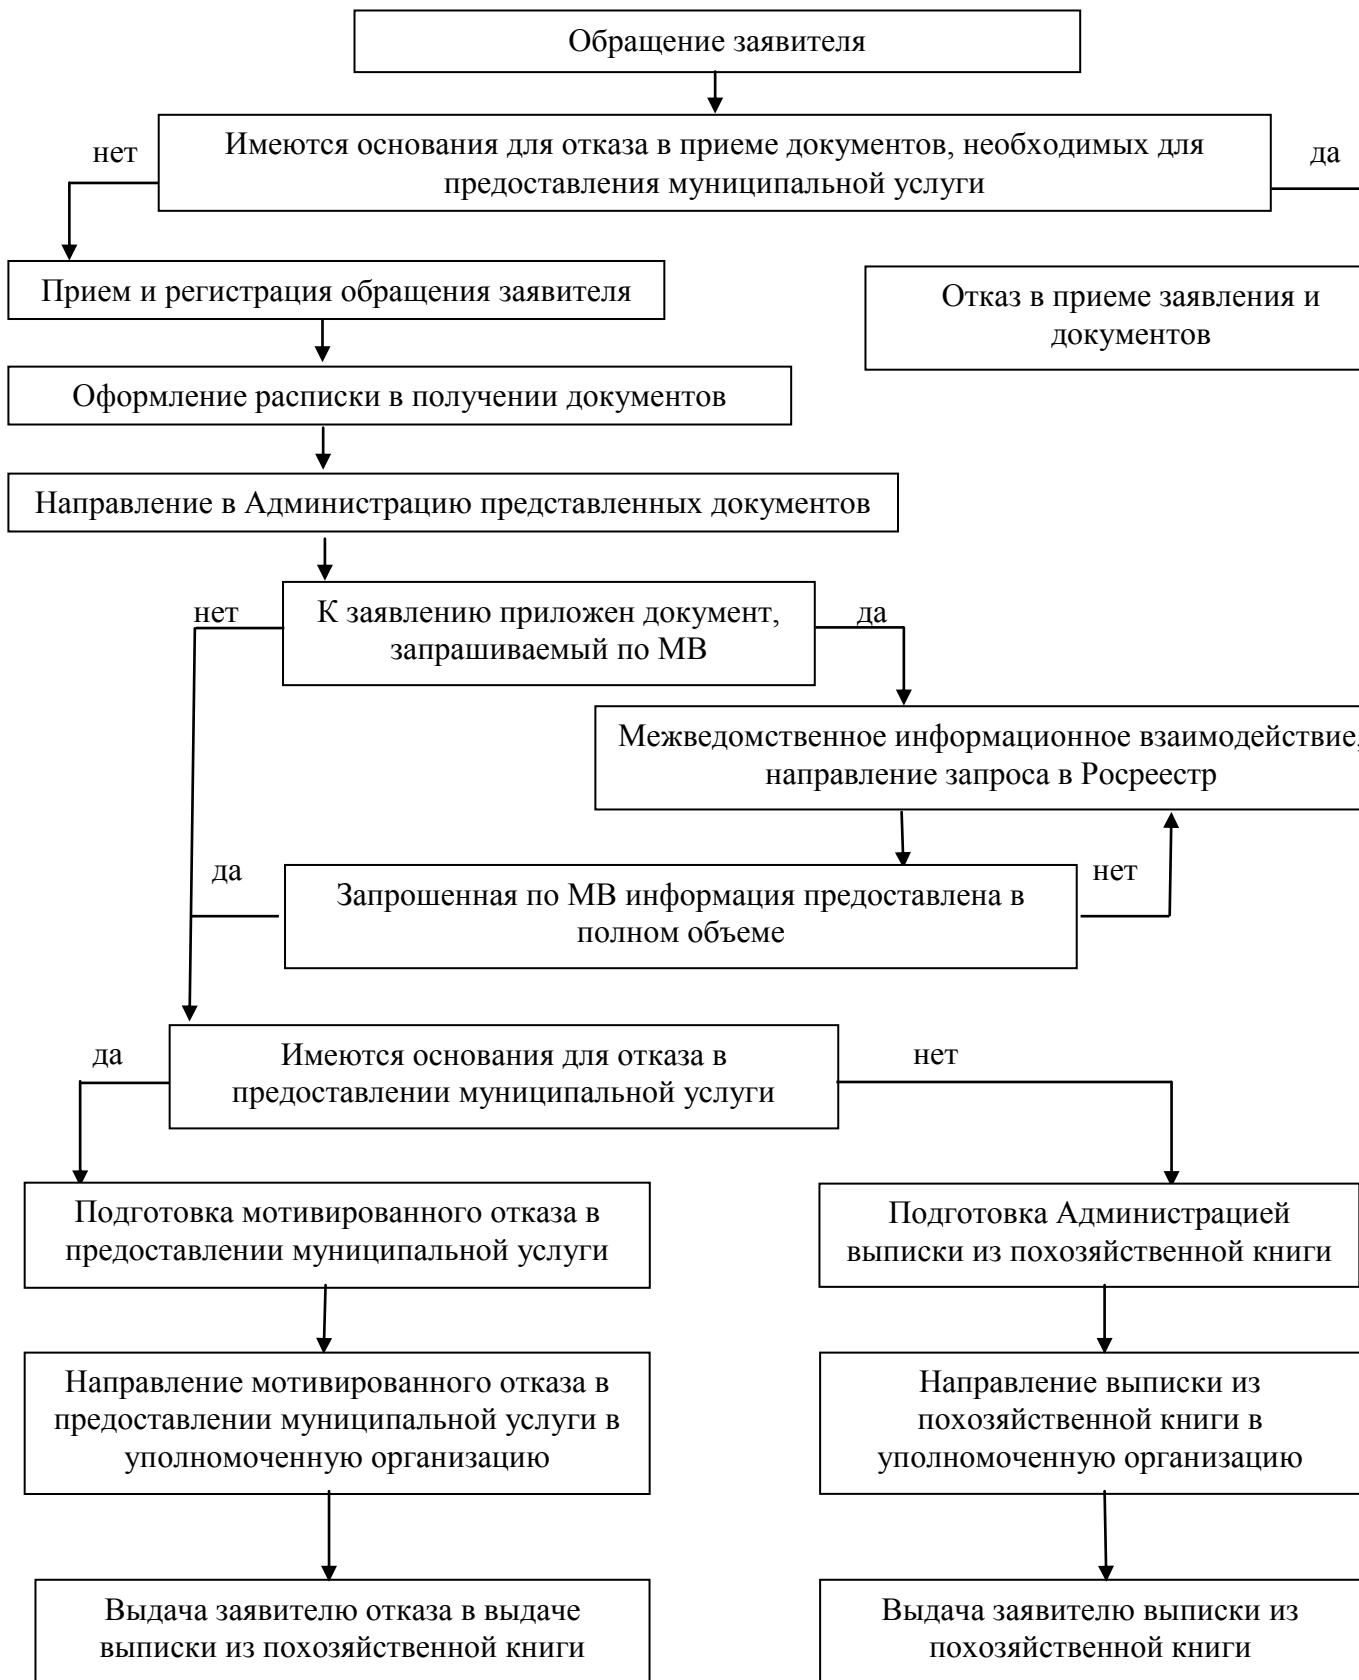 Обращение заявителя
нет
Имеются основания для отказа в приеме документов, необходимых для
предоставления муниципальной услуги
да
Прием и регистрация обращения заявителя
Отказ в приеме заявления и
документов
Оформление расписки в получении документов
Направление в Администрацию представленных документов
нет
К заявлению приложен документ,
запрашиваемый по МВ
да
Межведомственное информационное взаимодействие,
направление запроса в Росреестр
да
Запрошенная по МВ информация предоставлена в
полном объеме
нет
да
Имеются основания для отказа в
предоставлении муниципальной услуги
нет
Подготовка мотивированного отказа в
предоставлении муниципальной услуги
Подготовка Администрацией
выписки из похозяйственной книги
Направление мотивированного отказа в
предоставлении муниципальной услуги в
уполномоченную организацию
Направление выписки из
похозяйственной книги в
уполномоченную организацию
Выдача заявителю отказа в выдаче
выписки из похозяйственной книги
Выдача заявителю выписки из
похозяйственной книги